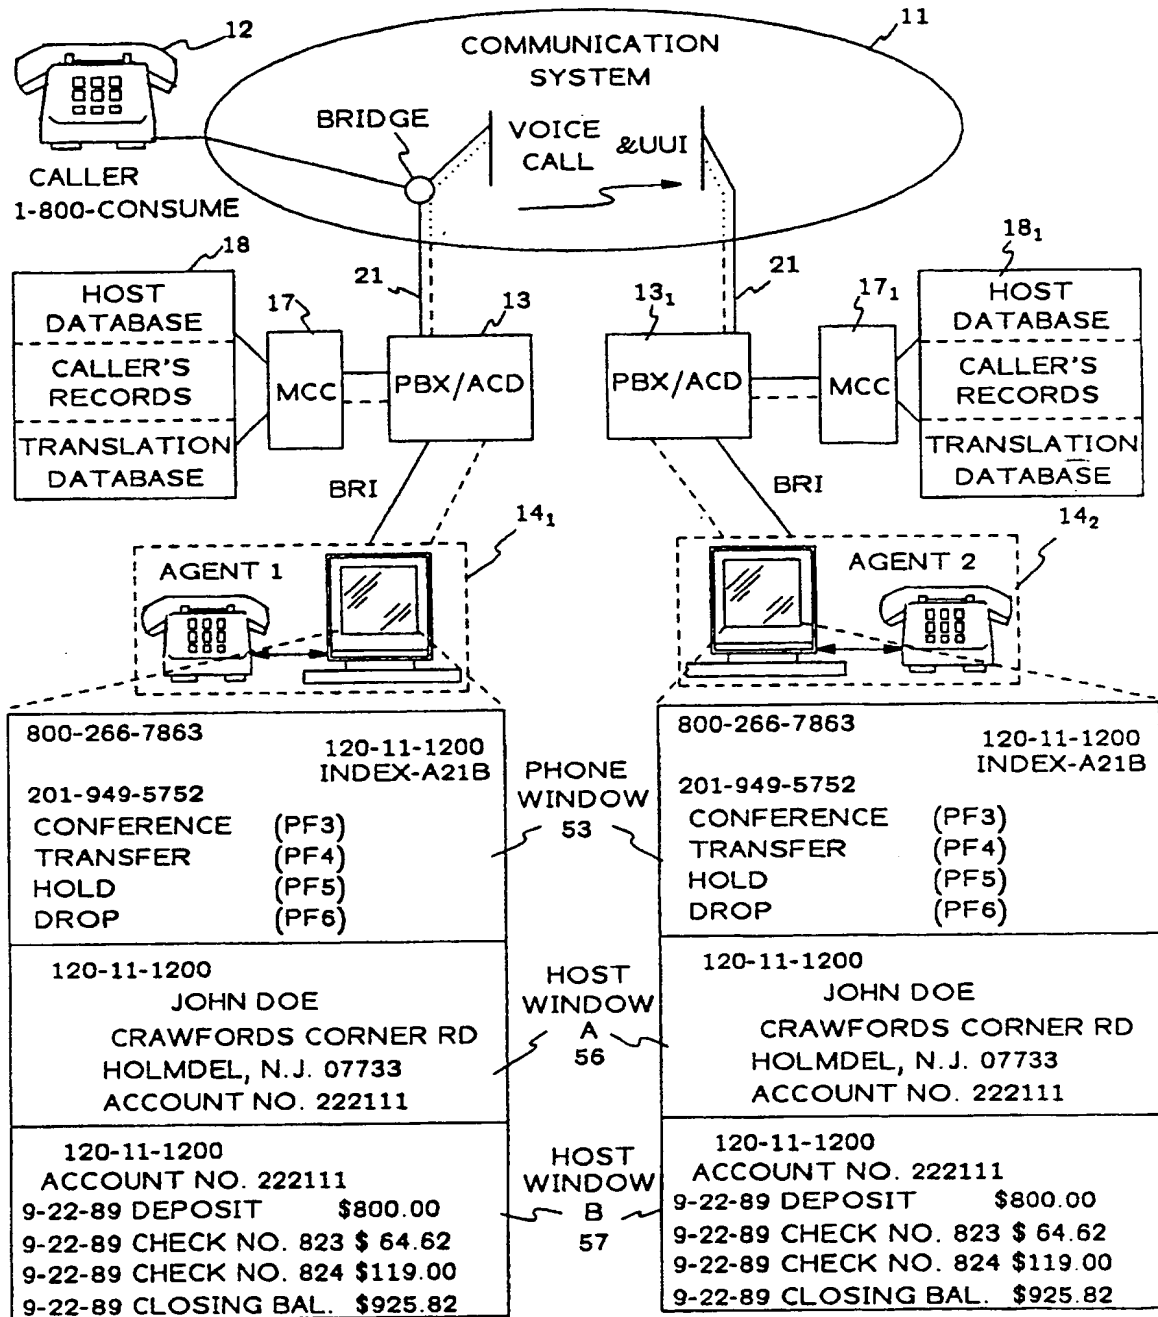 12
11
COMMUNICATION
SYSTEM
BRIDGE
VOICE
CALL
&UUI
CALLER
1-800-CONSUME
18
HOST
DATABASE
CALLER'S
RECORDS
TRANSLATION
DATABASE
17
MCC
21
13
PBX/ACD
BRI
13₁
PBX/ACD
21
17₁
MCC
18₁
HOST
DATABASE
CALLER'S
RECORDS
TRANSLATION
DATABASE
BRI
14₁
AGENT 1
14₂
AGENT 2
800-266-7863
120-11-1200
INDEX-A21B
201-949-5752
CONFERENCE (PF3)
TRANSFER (PF4)
HOLD (PF5)
DROP (PF6)
120-11-1200
JOHN DOE
CRAWFORDS CORNER RD
HOLMDEL, N.J. 07733
ACCOUNT NO. 222111
120-11-1200
ACCOUNT NO. 222111
9-22-89 DEPOSIT $800.00
9-22-89 CHECK NO. 823 $ 64.62
9-22-89 CHECK NO. 824 $119.00
9-22-89 CLOSING BAL. $925.82
PHONE
WINDOW
53
HOST
WINDOW
A
56
HOST
WINDOW
B
57
800-266-7863
120-11-1200
INDEX-A21B
201-949-5752
CONFERENCE (PF3)
TRANSFER (PF4)
HOLD (PF5)
DROP (PF6)
120-11-1200
JOHN DOE
CRAWFORDS CORNER RD
HOLMDEL, N.J. 07733
ACCOUNT NO. 222111
120-11-1200
ACCOUNT NO. 222111
9-22-89 DEPOSIT $800.00
9-22-89 CHECK NO. 823 $ 64.62
9-22-89 CHECK NO. 824 $119.00
9-22-89 CLOSING BAL. $925.82